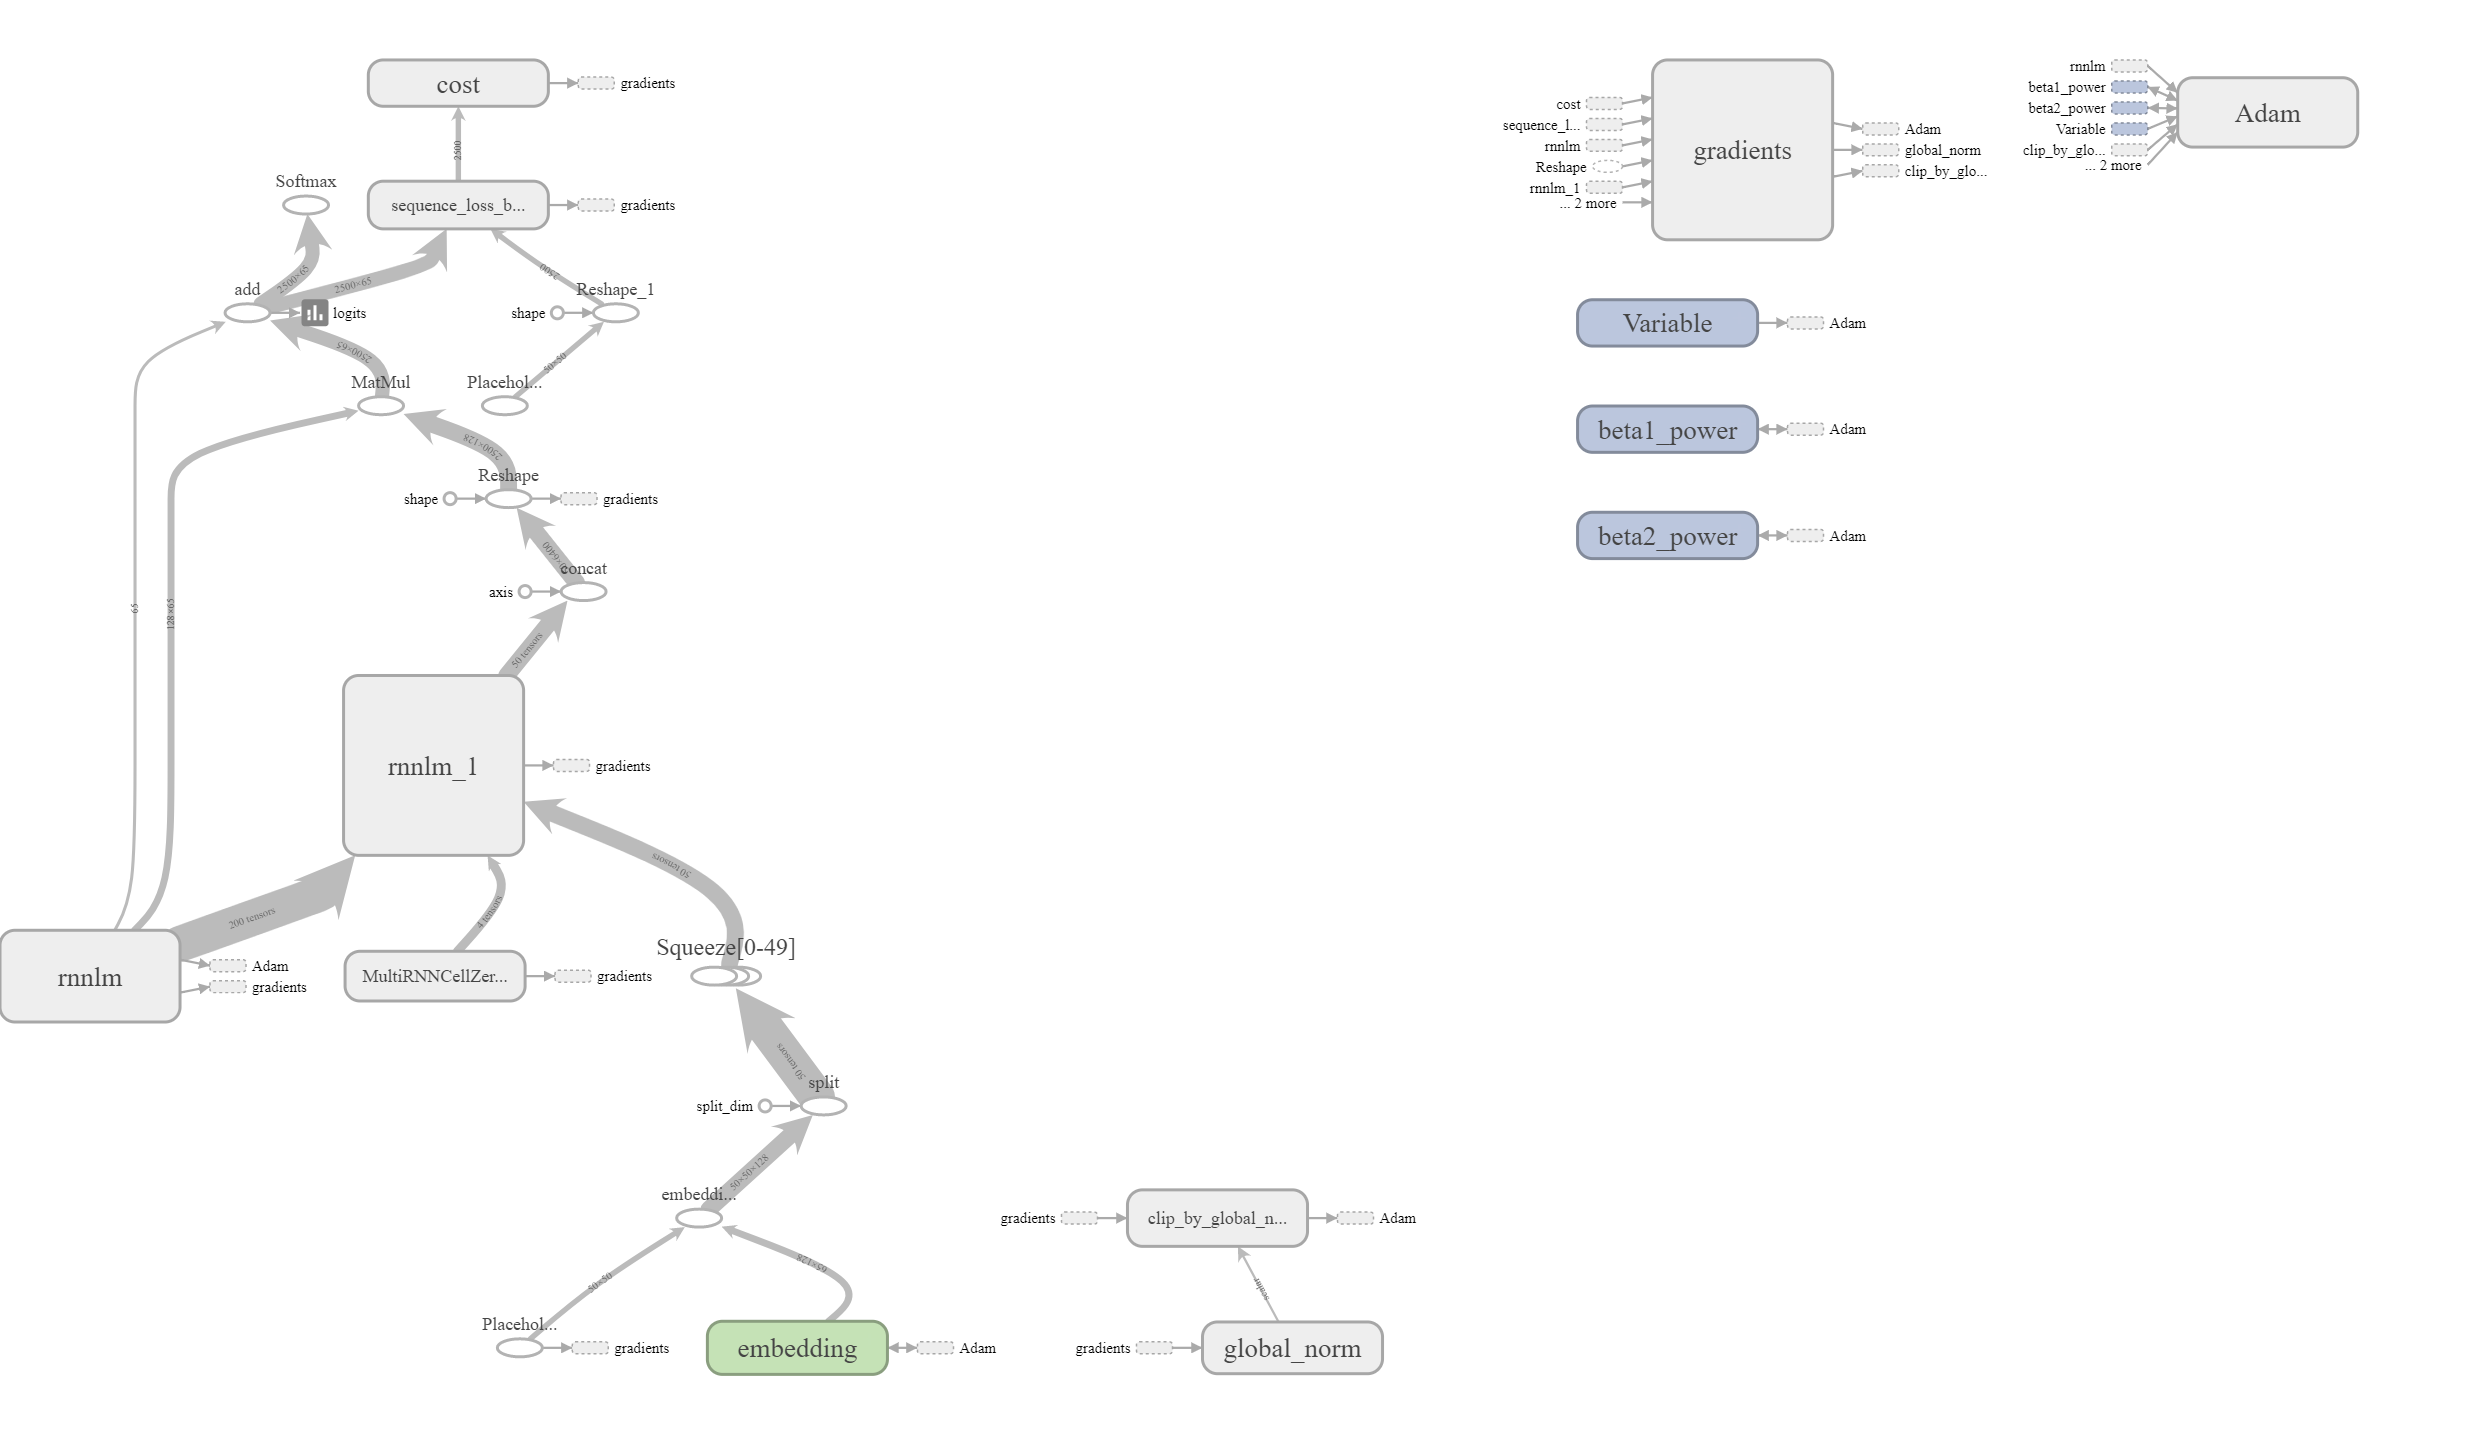 cost
gradients
2500
Softmax
sequence_loss_b...
gradients
2500×65
2500×65
2500
add
logits
Reshape_1
shape
2500×65
50×50
MatMul
Placehol...
2500×128
Reshape
shape
gradients
concat
axis
65
128×65
50 tensors
rnnlm_1
gradients
50 tensors
200 tensors
4 tensors
Squeeze[0-49]
rnnlm
Adam
gradients
MultiRNNCellZer...
gradients
50 tensors
split
split_dim
50×50×128
embeddi...
50×50
65×128
Placehol...
gradients
embedding
Adam
gradients
clip_by_global_n...
Adam
scalar
gradients
global_norm
cost
sequence_l...
rnnlm
Reshape
rnnlm_1
... 2 more
gradients
Adam
global_norm
clip_by_glo...
rnnlm
beta1_power
beta2_power
Variable
clip_by_glo...
... 2 more
Adam
Variable
Adam
beta1_power
Adam
beta2_power
Adam